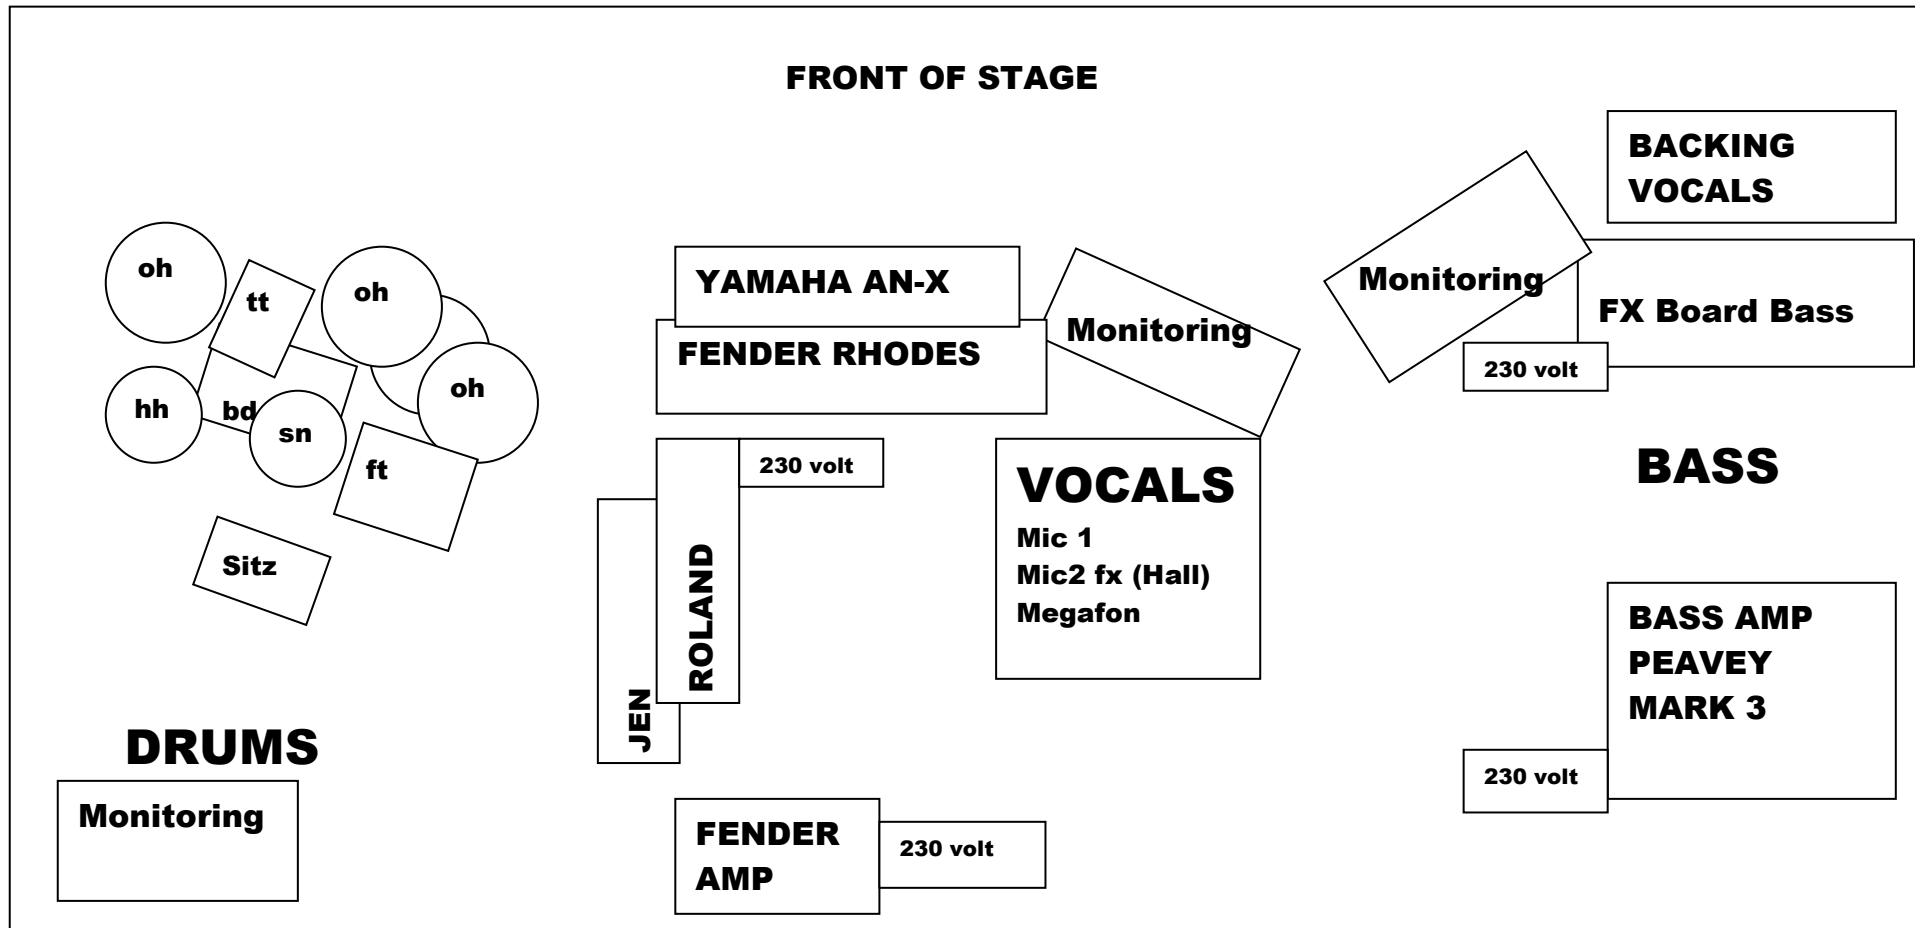 FRONT OF STAGE
BACKING
VOCALS
oh
tt
oh
YAMAHA AN-X
Monitoring
Monitoring
FX Board Bass
FENDER RHODES
230 volt
oh
hh
bd
sn
ft
230 volt
BASS
VOCALS
Mic 1
Mic2 fx (Hall)
Megafon
Sitz
ROLAND
JEN
BASS AMP
PEAVEY
MARK 3
DRUMS
230 volt
Monitoring
FENDER
AMP
230 volt